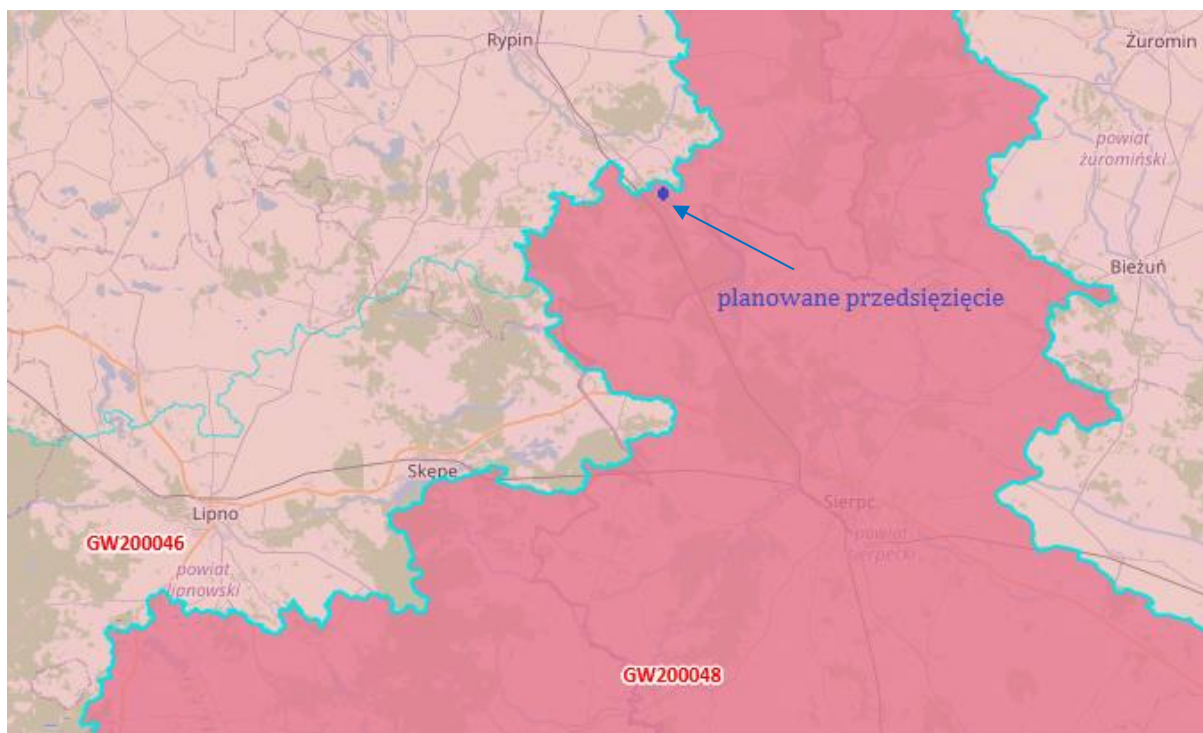 Rypin
Żuromin
powiat
żuromiński
Bieżuń
planowane przedsięzięcie
Skępe
Sierpc
Lipno
powiat
sierpecki
GW200046
powiat
lipnowski
GW200048